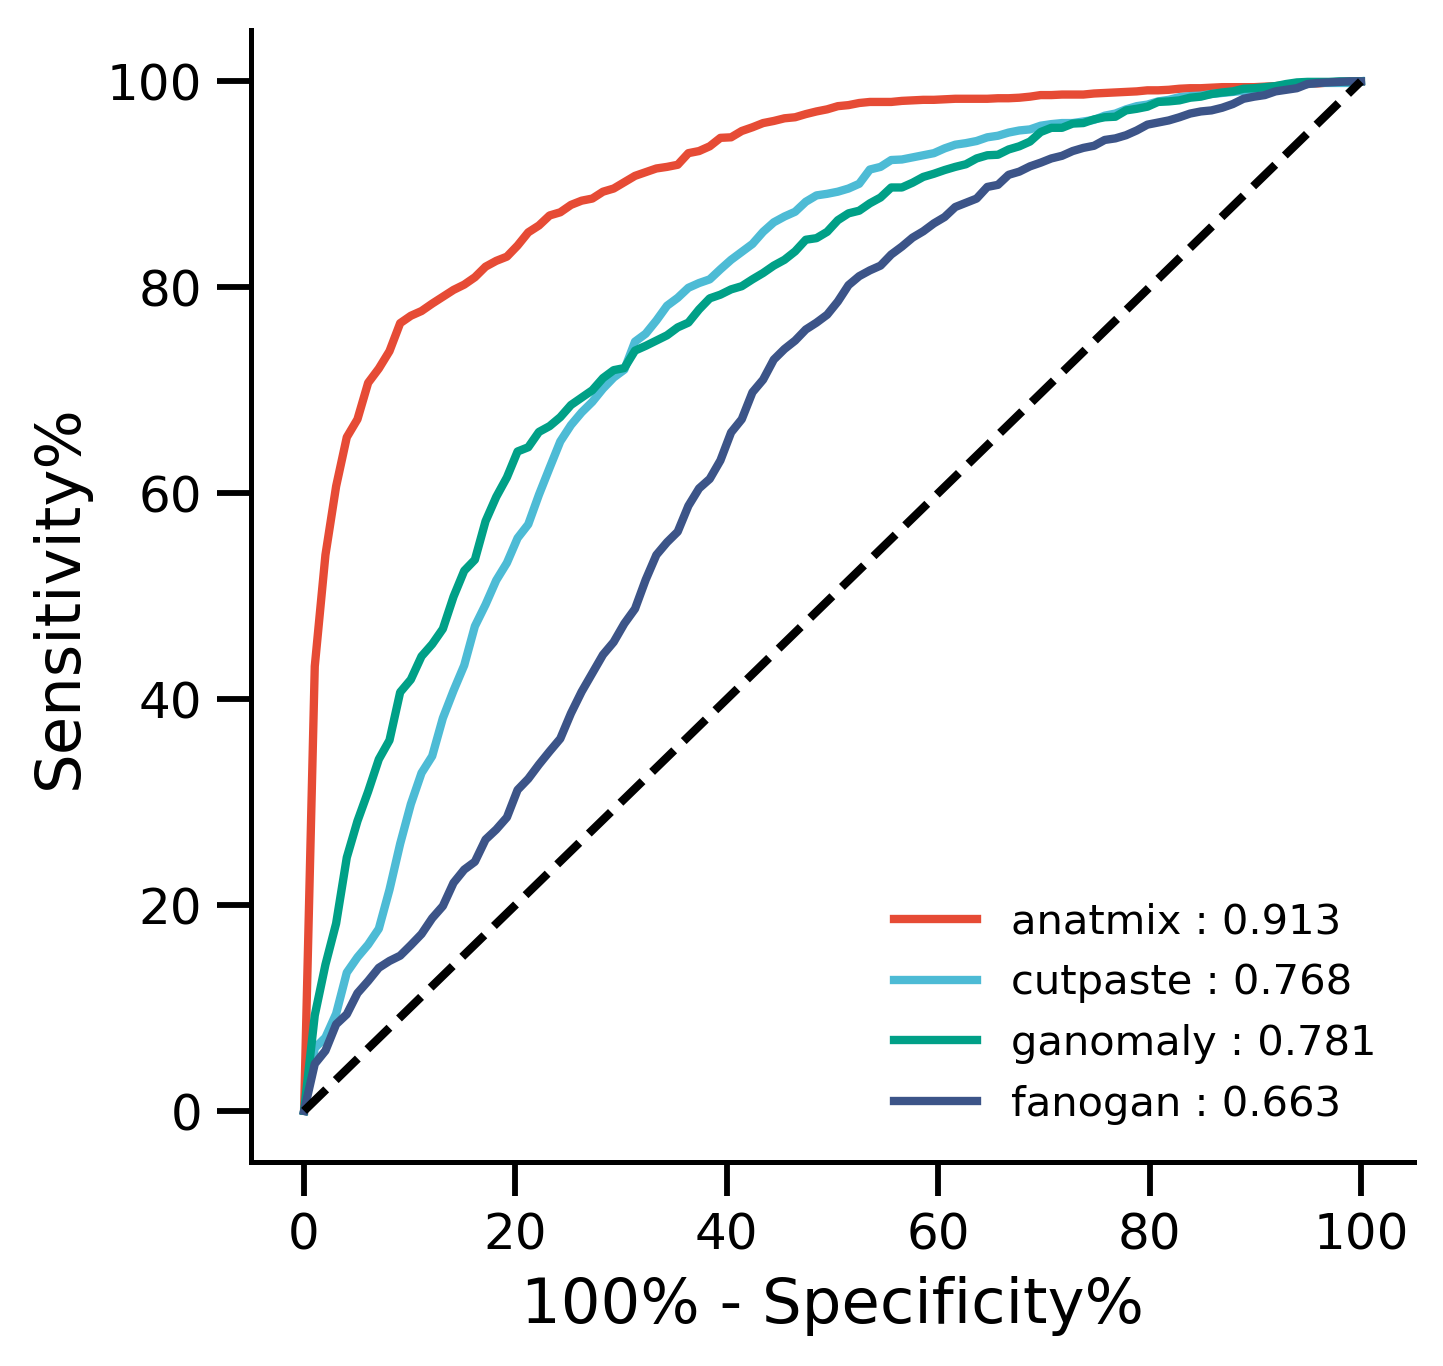 100
80
60
40
20
0
Sensitivity%
anatmix : 0.913
cutpaste : 0.768
ganomaly : 0.781
fanogan : 0.663
0 20 40 60 80 100
100% - Specificity%